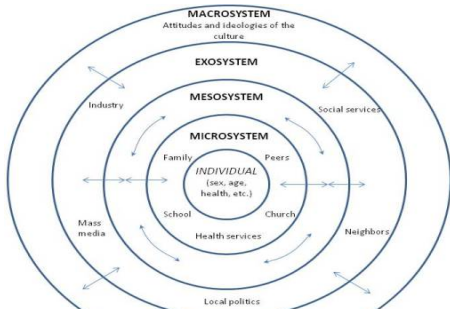 MACROSYSTEM
Attitudes and ideologies of the
culture
EXOSYSTEM
Industry
Social services
MESOSYSTEM
MICROSYSTEM
Family
Peers
INDIVIDUAL
(sex, age,
health, etc.)
School
Church
Health services
Mass
media
Neighbors
Local politics